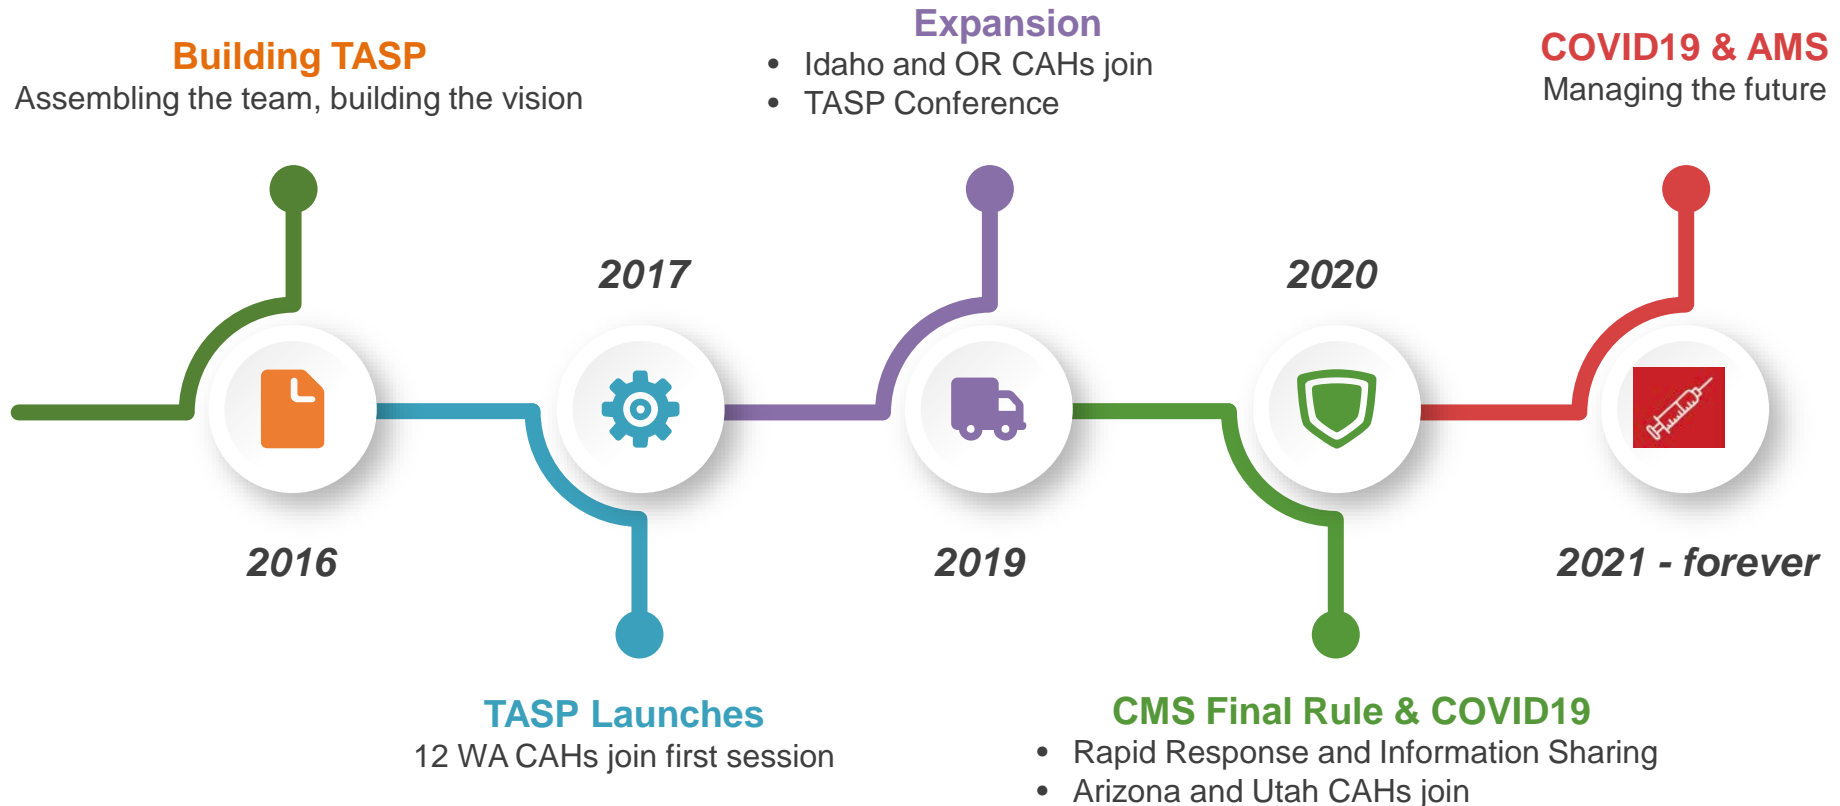 Building TASP
Assembling the team, building the vision
2016
2017
TASP Launches
12 WA CAHs join first session
Expansion
• Idaho and OR CAHs join
• TASP Conference
2019
2020
CMS Final Rule & COVID19
• Rapid Response and Information Sharing
• Arizona and Utah CAHs join
COVID19 & AMS
Managing the future
2021 - forever